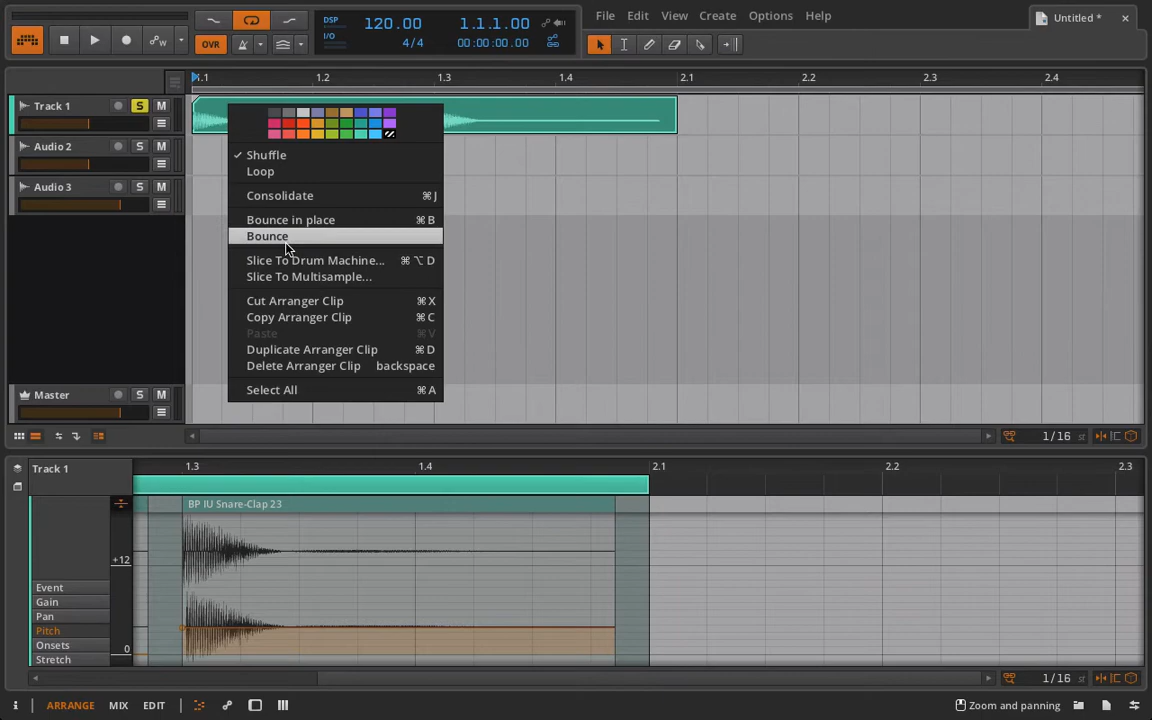 DSP
I/O
120.00
4/4
1.1.1.00
00:00:00.00
File Edit View Create Options Help
Untitled *
OVR
.1 1.2 1.3 1.4 2.1 2.2 2.3 2.4
Track 1 S M
Audio 2 S M
Audio 3 S M
Shuffle
Loop
Consolidate ⌘J
Bounce in place ⌘B
Bounce
Slice To Drum Machine... ⌘⌥D
Slice To Multisample...
Cut Arranger Clip ⌘X
Copy Arranger Clip ⌘C
Paste ⌘V
Duplicate Arranger Clip ⌘D
Delete Arranger Clip backspace
Select All ⌘A
Master S M
1/16 st
Track 1
1.3 1.4 2.1 2.2 2.3
BP IU Snare-Clap 23
+12
0
Event
Gain
Pan
Pitch
Onsets
Stretch
1/16 st
i ARRANGE MIX EDIT
Zoom and panning